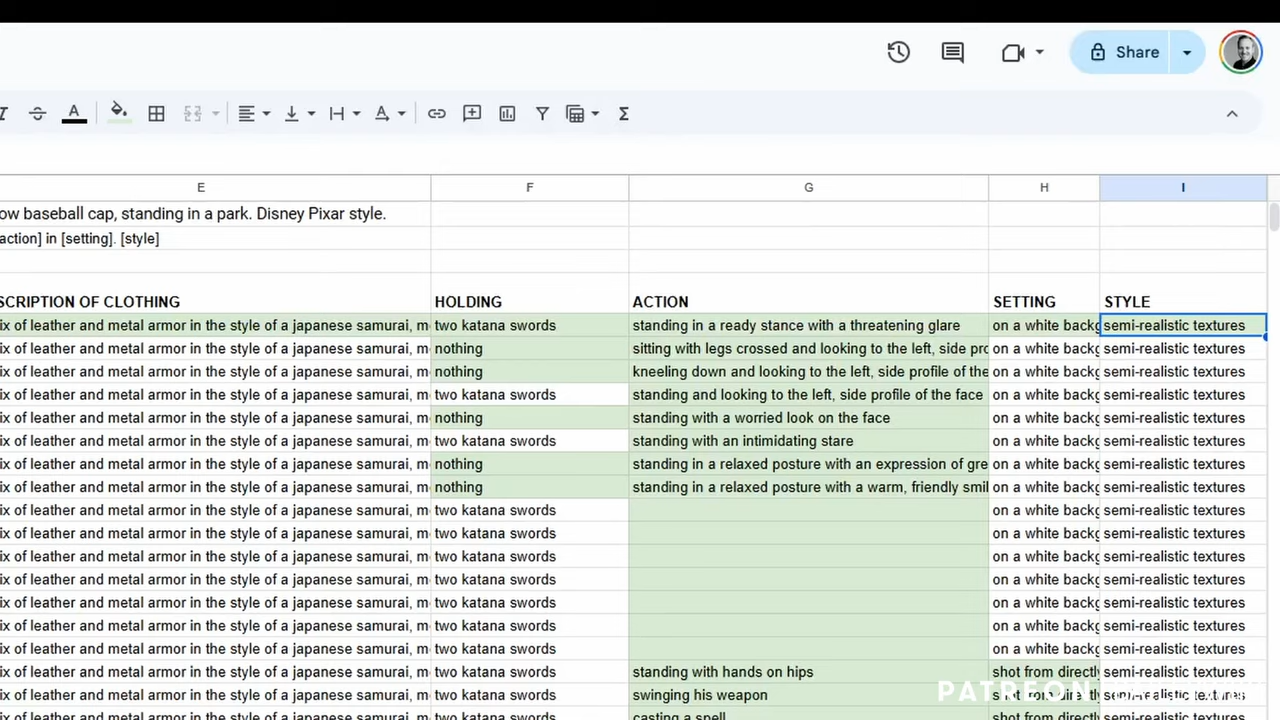 Share
E F G H I
ow baseball cap, standing in a park. Disney Pixar style.
action] in [setting]. [style]
SCRIPTION OF CLOTHING HOLDING ACTION SETTING STYLE
ix of leather and metal armor in the style of a japanese samurai, m two katana swords standing in a ready stance with a threatening glare on a white backg semi-realistic textures
ix of leather and metal armor in the style of a japanese samurai, m nothing sitting with legs crossed and looking to the left, side pro on a white backg semi-realistic textures
ix of leather and metal armor in the style of a japanese samurai, m nothing kneeling down and looking to the left, side profile of the on a white backg semi-realistic textures
ix of leather and metal armor in the style of a japanese samurai, m two katana swords standing and looking to the left, side profile of the face on a white backg semi-realistic textures
ix of leather and metal armor in the style of a japanese samurai, m nothing standing with a worried look on the face on a white backg semi-realistic textures
ix of leather and metal armor in the style of a japanese samurai, m two katana swords standing with an intimidating stare on a white backg semi-realistic textures
ix of leather and metal armor in the style of a japanese samurai, m nothing standing in a relaxed posture with an expression of gre on a white backg semi-realistic textures
ix of leather and metal armor in the style of a japanese samurai, m nothing standing in a relaxed posture with a warm, friendly smil on a white backg semi-realistic textures
ix of leather and metal armor in the style of a japanese samurai, m two katana swords on a white backg semi-realistic textures
ix of leather and metal armor in the style of a japanese samurai, m two katana swords on a white backg semi-realistic textures
ix of leather and metal armor in the style of a japanese samurai, m two katana swords on a white backg semi-realistic textures
ix of leather and metal armor in the style of a japanese samurai, m two katana swords on a white backg semi-realistic textures
ix of leather and metal armor in the style of a japanese samurai, m two katana swords on a white backg semi-realistic textures
ix of leather and metal armor in the style of a japanese samurai, m two katana swords on a white backg semi-realistic textures
ix of leather and metal armor in the style of a japanese samurai, m two katana swords on a white backg semi-realistic textures
ix of leather and metal armor in the style of a japanese samurai, m two katana swords standing with hands on hips shot from directly semi-realistic textures
ix of leather and metal armor in the style of a japanese samurai, m two katana swords swinging his weapon semi-realistic textures
PATREON
casting a spell shot from directly semi-realistic textures